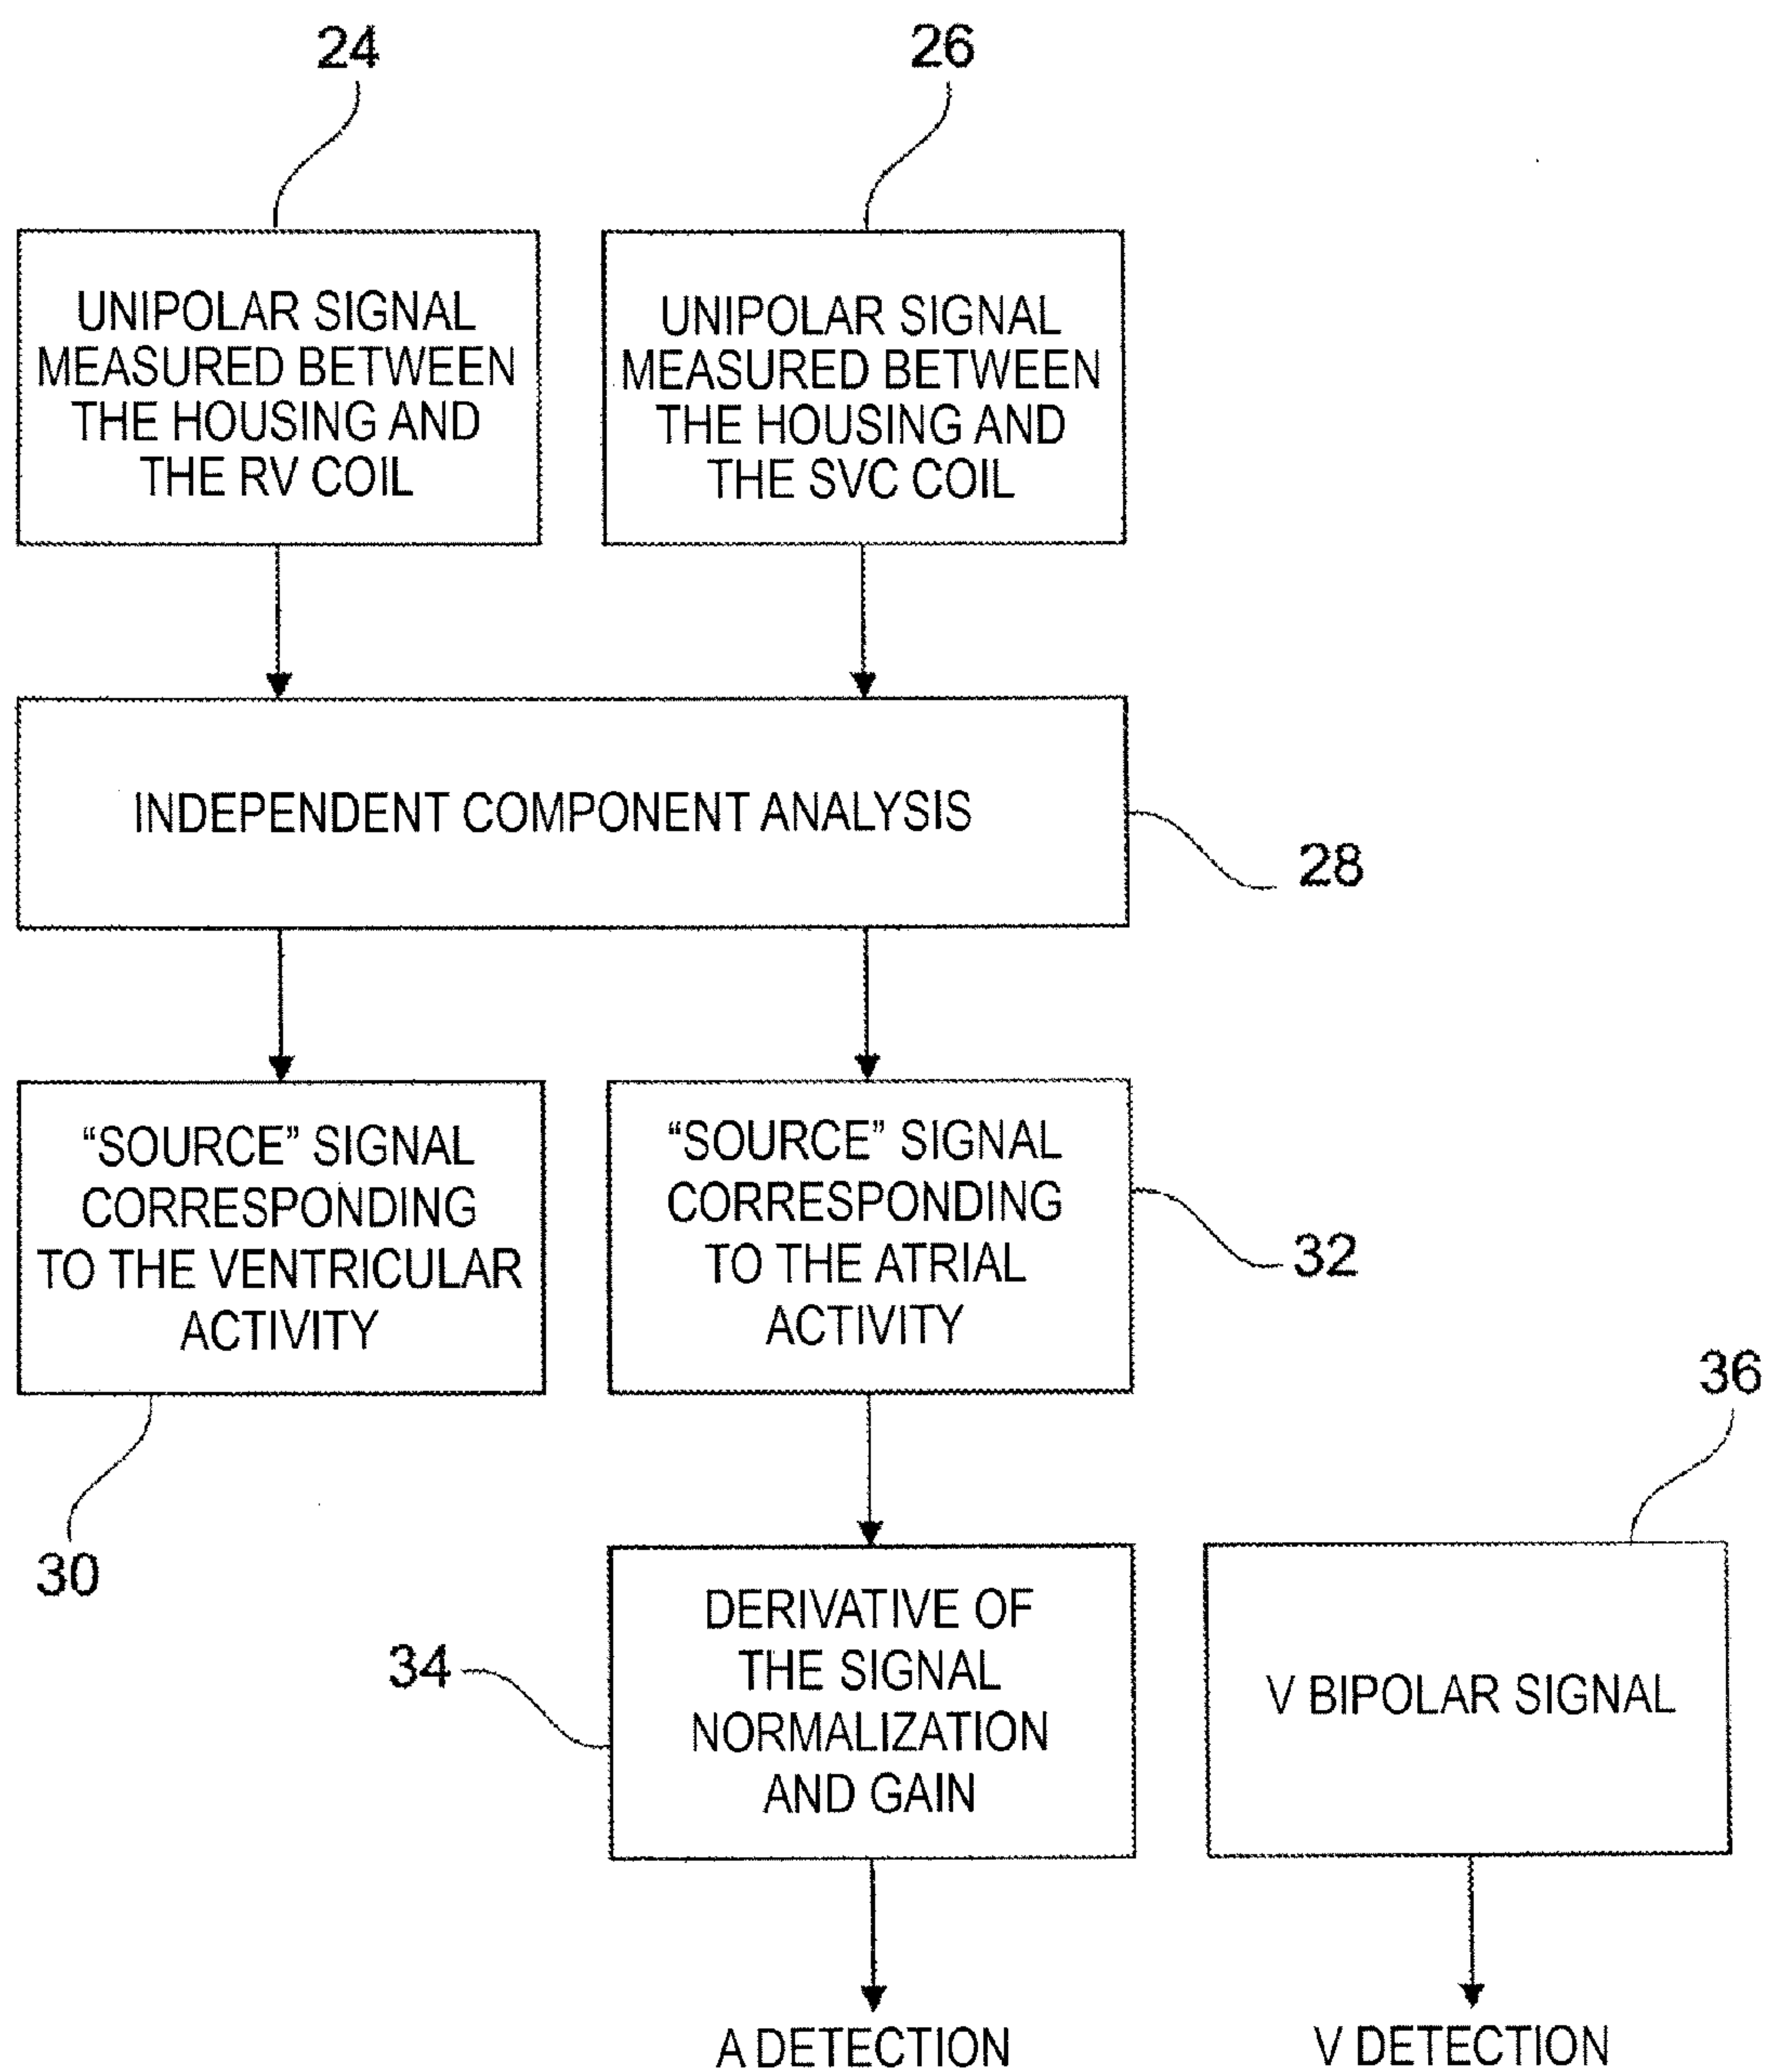 24
26
UNIPOLAR SIGNAL
MEASURED BETWEEN
THE HOUSING AND
THE RV COIL
UNIPOLAR SIGNAL
MEASURED BETWEEN
THE HOUSING AND
THE SVC COIL
INDEPENDENT COMPONENT ANALYSIS
28
“SOURCE” SIGNAL
CORRESPONDING
TO THE VENTRICULAR
ACTIVITY
“SOURCE” SIGNAL
CORRESPONDING
TO THE ATRIAL
ACTIVITY
32
30
36
34
DERIVATIVE OF
THE SIGNAL
NORMALIZATION
AND GAIN
V BIPOLAR SIGNAL
A DETECTION
V DETECTION